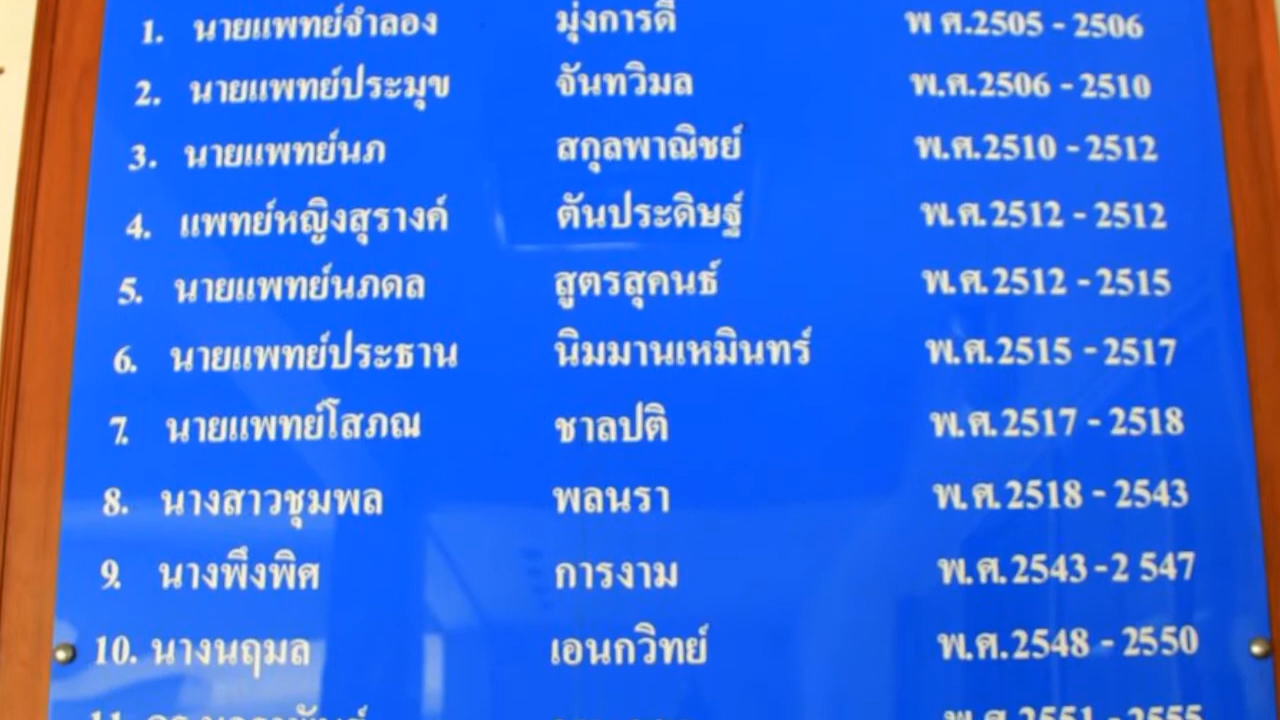 1. นายแพทย์จำลอง มุ่งการดี พ ศ.2505 - 2506
2. นายแพทย์ประมุข จันทวิมล พ.ศ.2506 - 2510
3. นายแพทย์นภ สกุลพาณิชย์ พ.ศ.2510 - 2512
4. แพทย์หญิงสุรางค์ ตันประดิษฐ์ พ.ศ.2512 - 2512
5. นายแพทย์นภดล สูตรสุคนธ์ พ.ศ.2512 - 2515
6. นายแพทย์ประธาน นิมมานเหมินทร์ พ.ศ.2515 - 2517
7. นายแพทย์โสภณ ชาลปติ พ.ศ.2517 - 2518
8. นางสาวชุมพล พลนรา พ.ศ.2518 - 2543
9. นางพึงพิศ การงาม พ.ศ.2543 -2 547
10. นางนฤมล เอนกวิทย์ พ.ศ.2548 - 2550
11. พ.ศ.2551 - 2555